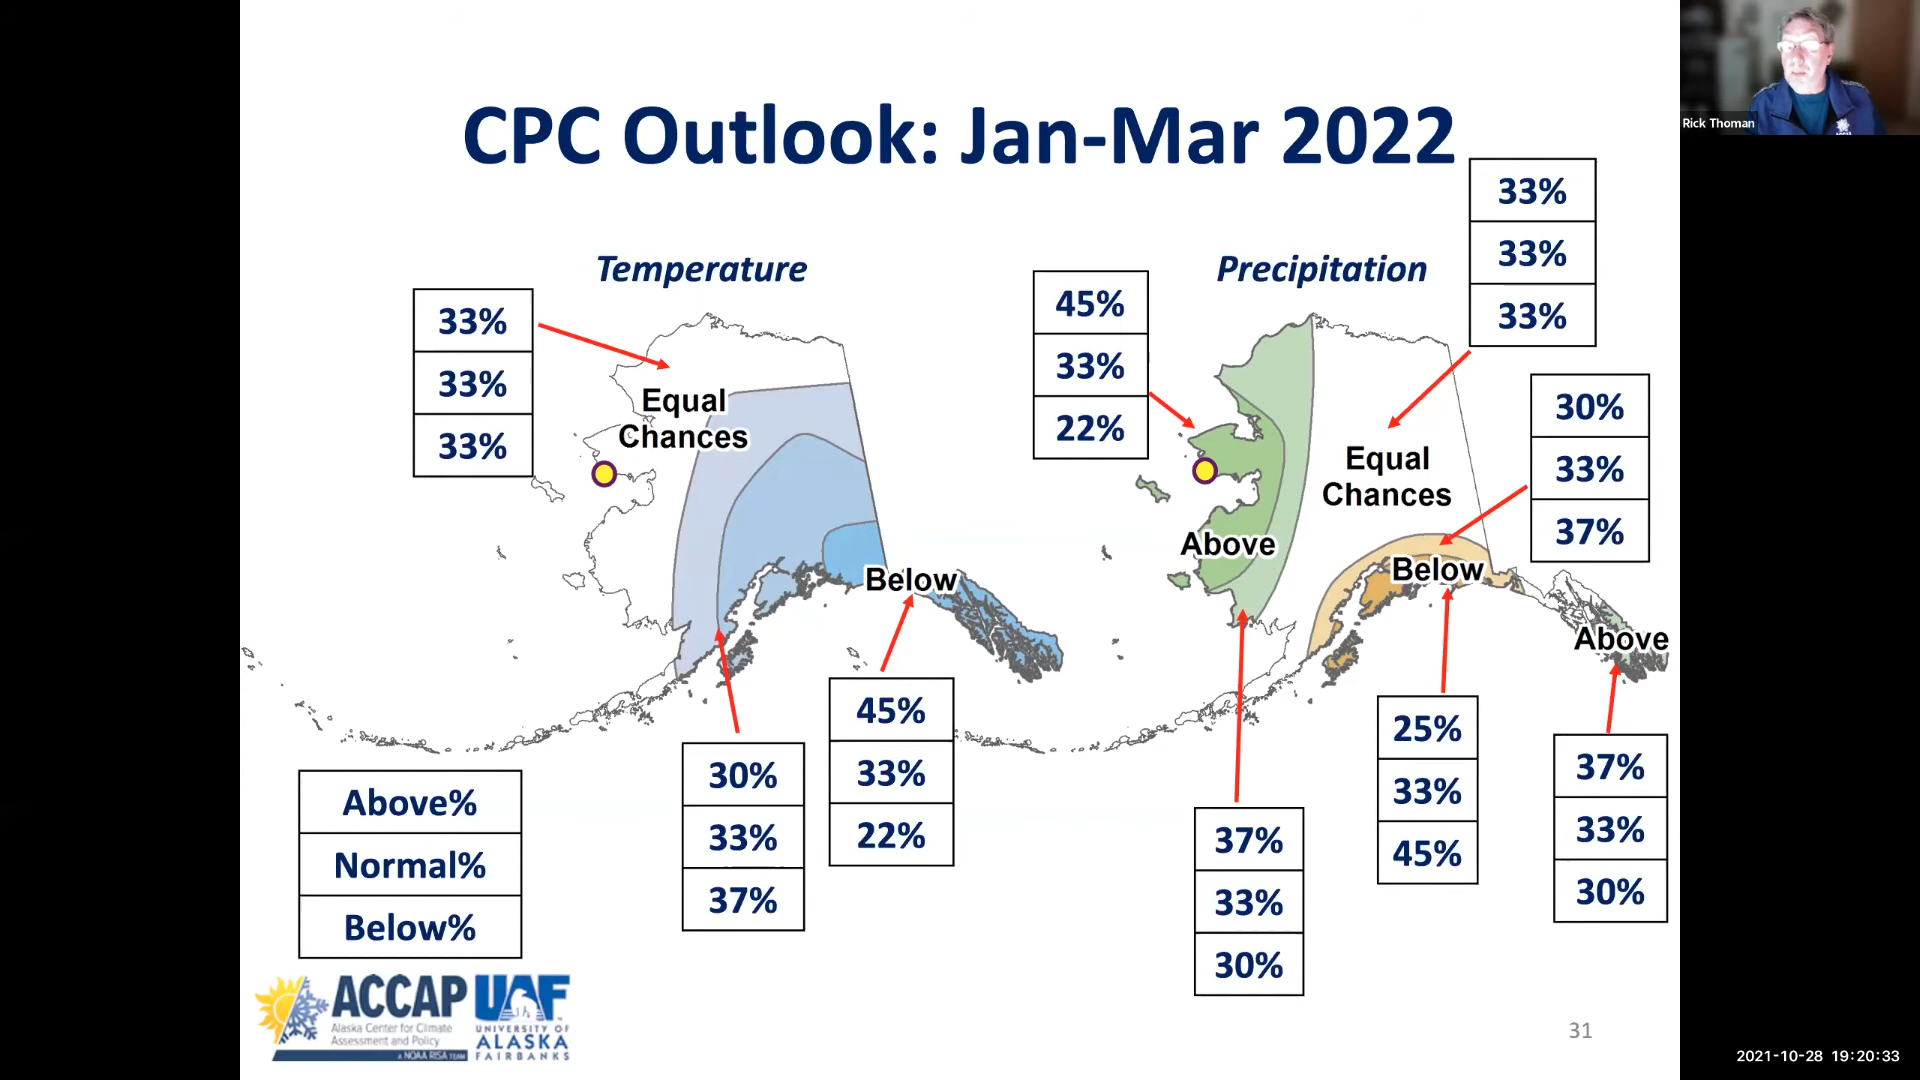 CPC Outlook: Jan-Mar 2022
Rick Thoman
Temperature
33%
33%
33%
Equal
Chances
Below
30%
33%
37%
45%
33%
22%
Above%
Normal%
Below%
Precipitation
45%
33%
22%
33%
33%
33%
30%
33%
37%
Equal
Chances
Above
Below
Above
37%
33%
30%
25%
33%
45%
37%
33%
30%
ACCAP
Alaska Center for Climate
Assessment and Policy
a NOAA RISA TEAM
UAF
UNIVERSITY OF
ALASKA
FAIRBANKS
31
2021-10-28 19:20:33